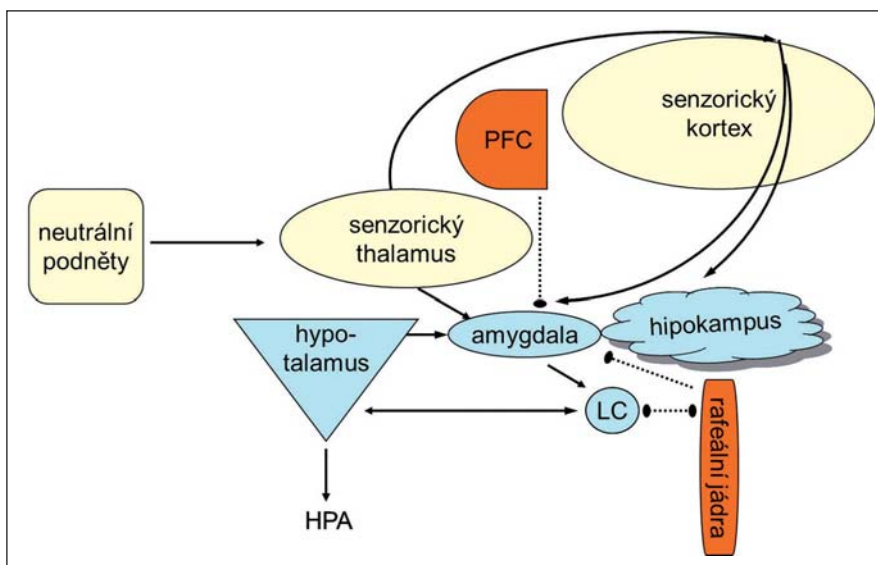 senzorický
kortex
PFC
neutrální
podněty
senzorický
thalamus
hypo-
talamus
amygdala
hipokampus
LC
rafeální jádra
HPA